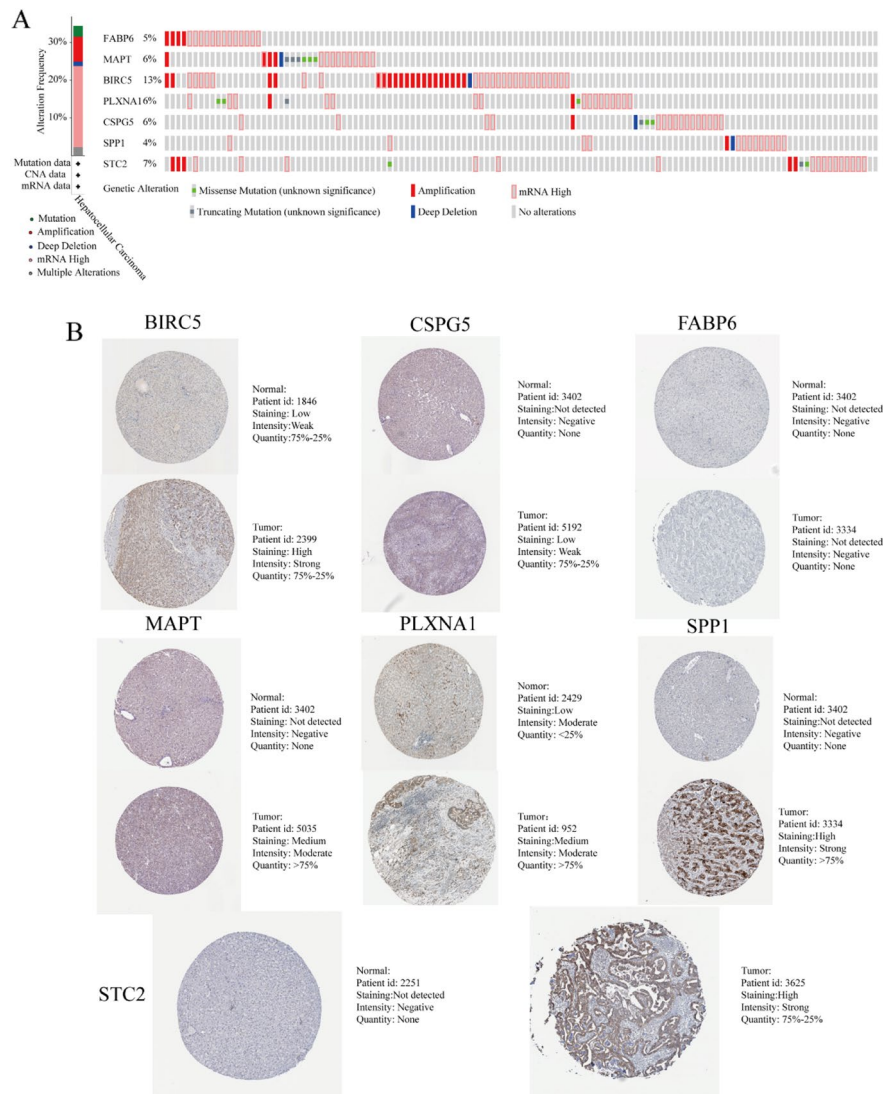 A
Alteration Frequency
30%
20%
10%
FABP6 5%
MAPT 6%
BIRC5 13%
PLXNA1 6%
CSPG5 6%
SPP1 4%
STC2 7%
Mutation data
CNA data
mRNA data
Hepatocellular Carcinoma
Genetic Alteration
Missense Mutation (unknown significance)
Amplification
mRNA High
Truncating Mutation (unknown significance)
Deep Deletion
No alterations
Mutation
Amplification
Deep Deletion
mRNA High
Multiple Alterations
B
BIRC5
Normal:
Patient id: 1846
Staining: Low
Intensity:Weak
Quantity:75%-25%
Tumor:
Patient id: 2399
Staining: High
Intensity: Strong
Quantity: 75%-25%
CSPG5
Normal:
Patient id: 3402
Staining:Not detected
Intensity: Negative
Quantity: None
Tumor:
Patient id: 5192
Staining: Low
Intensity: Weak
Quantity: 75%-25%
FABP6
Normal:
Patient id: 3402
Staining: Not detected
Intensity: Negative
Quantity: None
Tumor:
Patient id: 3334
Staining: Not detected
Intensity: Negative
Quantity: None
MAPT
Normal:
Patient id: 3402
Staining: Not detected
Intensity: Negative
Quantity: None
Tumor:
Patient id: 5035
Staining: Medium
Intensity: Moderate
Quantity: >75%
PLXNA1
Nomor:
Patient id: 2429
Staining:Low
Intensity: Moderate
Quantity: <25%
Tumor:
Patient id: 952
Staining:Medium
Intensity: Moderate
Quantity: >75%
SPP1
Normal:
Patient id: 3402
Staining:Not detected
Intensity: Negative
Quantity: None
Tumor:
Patient id: 3334
Staining:High
Intensity: Strong
Quantity: >75%
STC2
Normal:
Patient id: 2251
Staining:Not detected
Intensity: Negative
Quantity: None
Tumor:
Patient id: 3625
Staining:High
Intensity: Strong
Quantity: 75%-25%